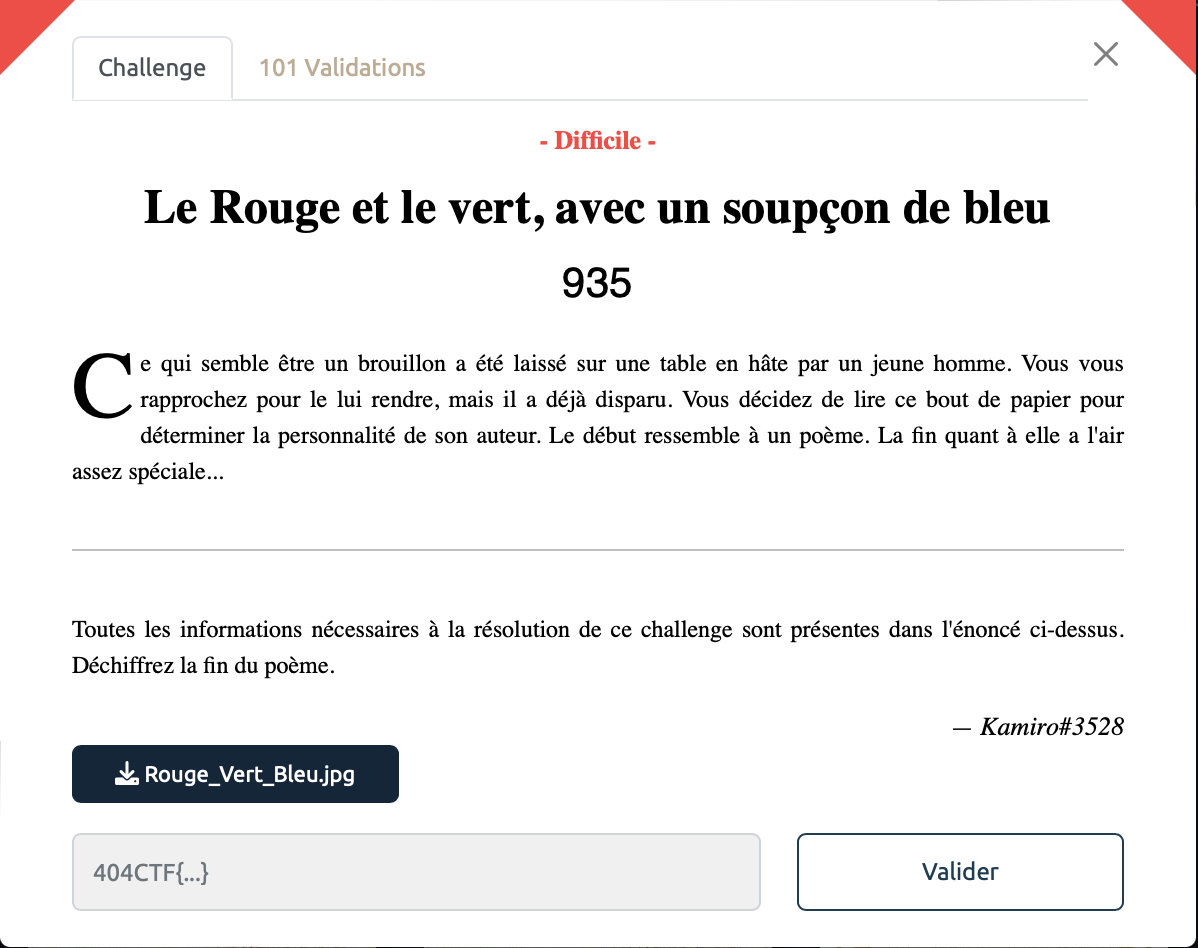 Challenge
101 Validations
- Difficile -
Le Rouge et le vert, avec un soupçon de bleu
935
Ce qui semble être un brouillon a été laissé sur une table en hâte par un jeune homme. Vous vous
rapprochez pour le lui rendre, mais il a déjà disparu. Vous décidez de lire ce bout de papier pour
déterminer la personnalité de son auteur. Le début ressemble à un poème. La fin quant à elle a l'air
assez spéciale...
Toutes les informations nécessaires à la résolution de ce challenge sont présentes dans l'énoncé ci-dessus.
Déchiffrez la fin du poème.
— Kamiro#3528
Rouge_Vert_Bleu.jpg
404CTF{...}
Valider